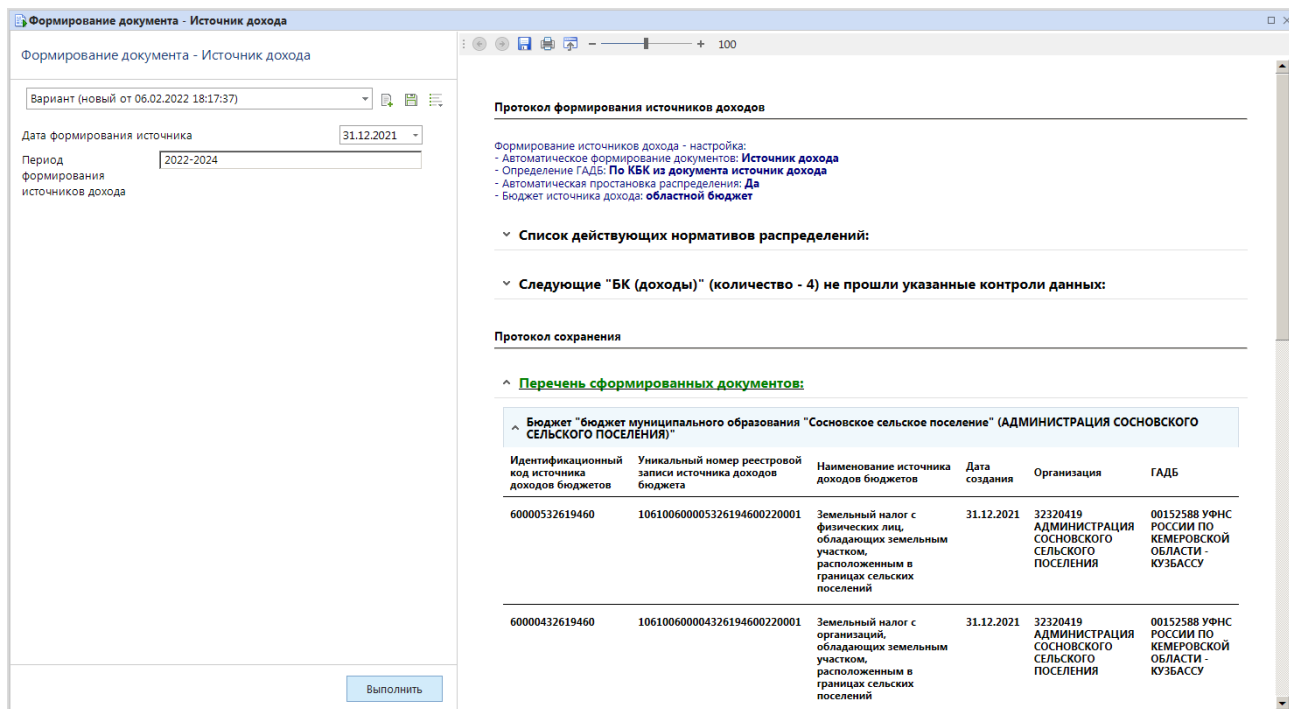 Формирование документа - Источник дохода
Формирование документа - Источник дохода
Вариант (новый от 06.02.2022 18:17:37)
Дата формирования источника
31.12.2021
Период
формирования
источников дохода
2022-2024
Выполнить
100
Протокол формирования источников доходов
Формирование источников дохода - настройка:
- Автоматическое формирование документов: Источник дохода
- Определение ГАДБ: По КБК из документа источник дохода
- Автоматическая простановка распределения: Да
- Бюджет источника дохода: областной бюджет
Список действующих нормативов распределений:
Следующие "БК (доходы)" (количество - 4) не прошли указанные контроли данных:
Протокол сохранения
Перечень сформированных документов:
Бюджет "бюджет муниципального образования "Сосновское сельское поселение" (АДМИНИСТРАЦИЯ СОСНОВСКОГО
СЕЛЬСКОГО ПОСЕЛЕНИЯ)"
Идентификационный
код источника
доходов бюджетов
Уникальный номер реестровой
записи источника доходов
бюджета
Наименование источника
доходов бюджетов
Дата
создания
Организация
ГАДБ
60000532619460
10610060000532619460​0220001
Земельный налог с
физических лиц,
обладающих земельным
участком,
расположенным в
границах сельских
поселений
31.12.2021
32320419
АДМИНИСТРАЦИЯ
СОСНОВСКОГО
СЕЛЬСКОГО
ПОСЕЛЕНИЯ
00152588 УФНС
РОССИИ ПО
КЕМЕРОВСКОЙ
ОБЛАСТИ -
КУЗБАССУ
60000432619460
106100600004326194600220001
Земельный налог с
организаций,
обладающих земельным
участком,
расположенным в
границах сельских
поселений
31.12.2021
32320419
АДМИНИСТРАЦИЯ
СОСНОВСКОГО
СЕЛЬСКОГО
ПОСЕЛЕНИЯ
00152588 УФНС
РОССИИ ПО
КЕМЕРОВСКОЙ
ОБЛАСТИ -
КУЗБАССУ